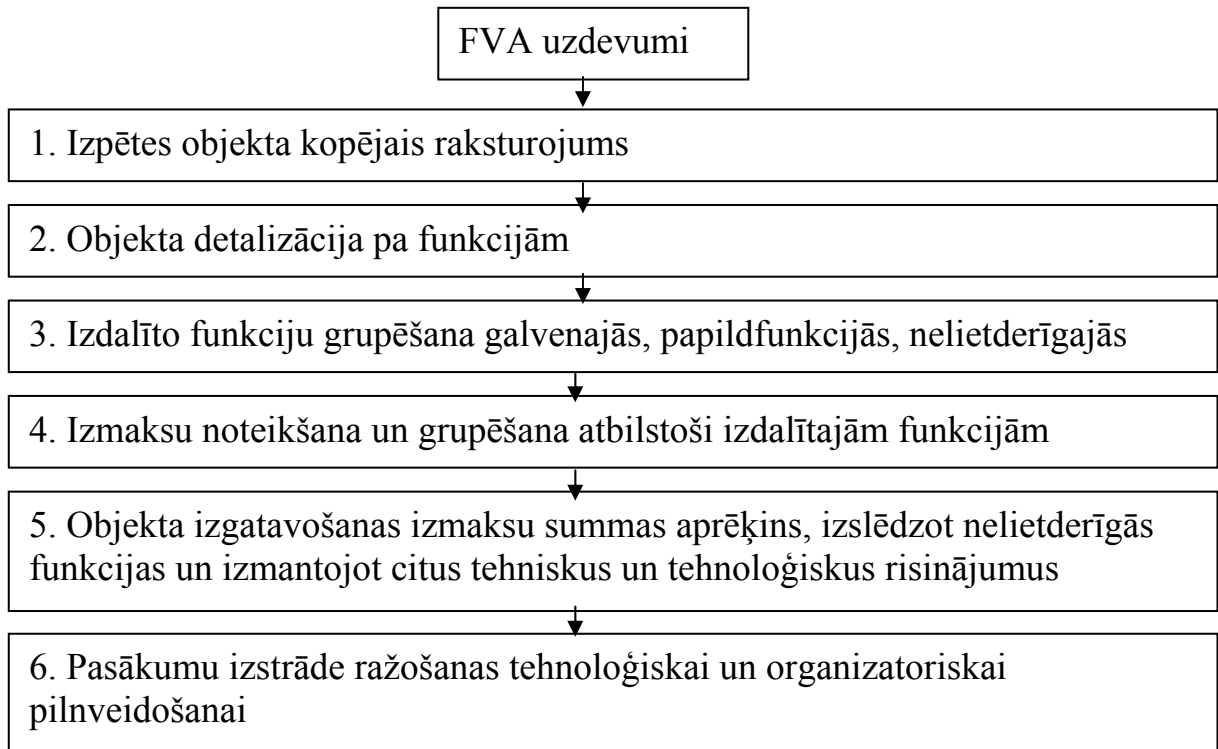 FVA uzdevumi
1. Izpētes objekta kopējais raksturojums
2. Objekta detalizācija pa funkcijām
3. Izdalīto funkciju grupēšana galvenajās, papildfunkcijās, nelietderīgajās
4. Izmaksu noteikšana un grupēšana atbilstoši izdalītajām funkcijām
5. Objekta izgatavošanas izmaksu summas aprēķins, izslēdzot nelietderīgās
funkcijas un izmantojot citus tehniskus un tehnoloģiskus risinājumus
6. Pasākumu izstrāde ražošanas tehnoloģiskai un organizatoriskai
pilnveidošanai